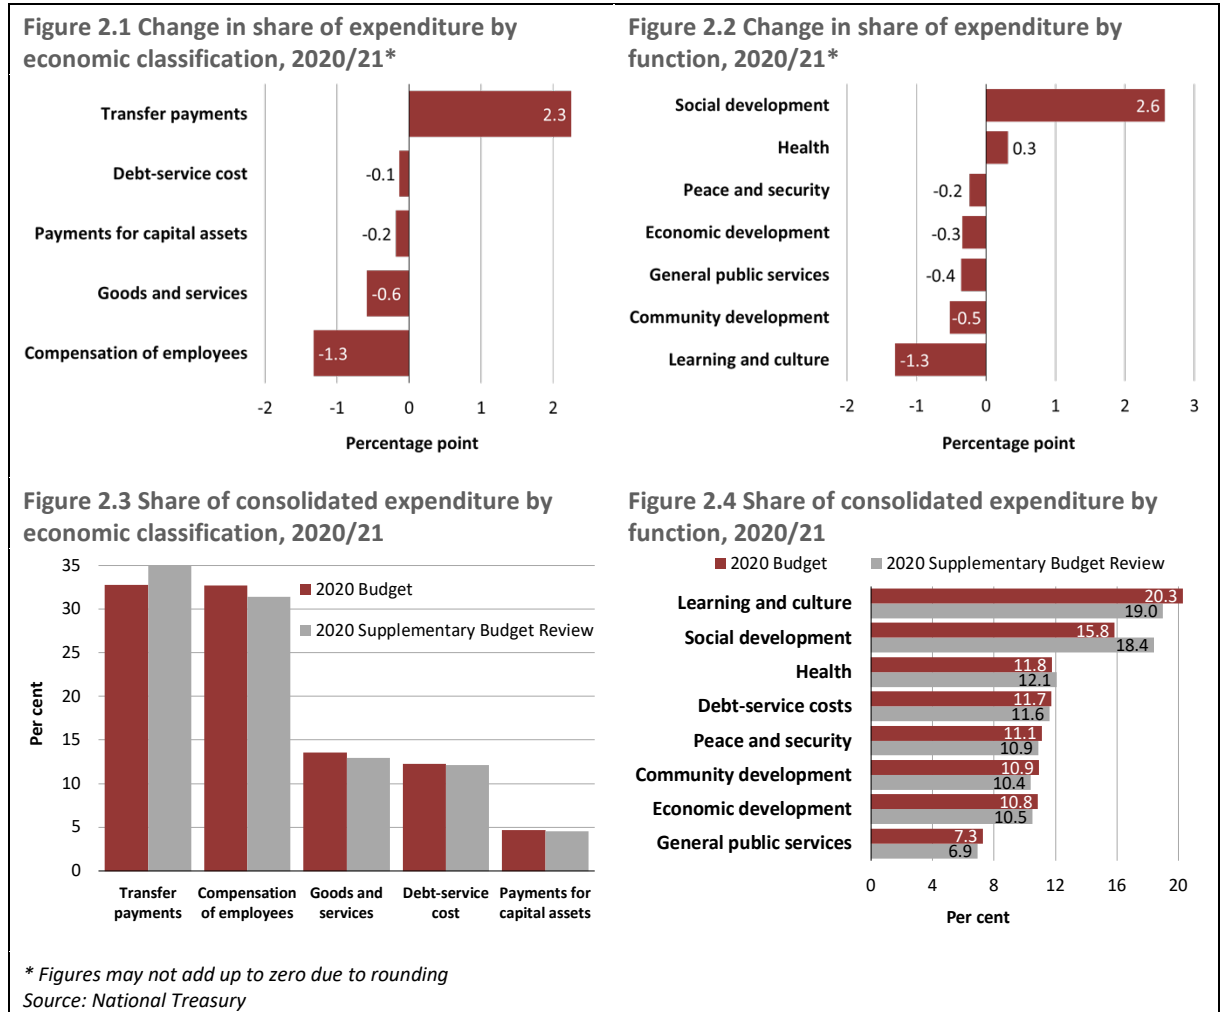 Figure 2.1 Change in share of expenditure by
economic classification, 2020/21*
Transfer payments
2.3
Debt-service cost
-0.1
Payments for capital assets
-0.2
Goods and services
-0.6
Compensation of employees
-1.3
-2 -1 0 1 2
Percentage point
Figure 2.2 Change in share of expenditure by
function, 2020/21*
Social development
2.6
Health
0.3
Peace and security
-0.2
Economic development
-0.3
General public services
-0.4
Community development
-0.5
Learning and culture
-1.3
-2 -1 0 1 2 3
Percentage point
Figure 2.3 Share of consolidated expenditure by
economic classification, 2020/21
35
30
25
20
15
10
5
0
Per cent
2020 Budget
2020 Supplementary Budget Review
Transfer
payments
Compensation
of employees
Goods and
services
Debt-service
cost
Payments for
capital assets
Figure 2.4 Share of consolidated expenditure by
function, 2020/21
2020 Budget 2020 Supplementary Budget Review
Learning and culture
20.3
19.0
Social development
15.8
18.4
Health
11.8
12.1
Debt-service costs
11.7
11.6
Peace and security
11.1
10.9
Community development
10.9
10.4
Economic development
10.8
10.5
General public services
7.3
6.9
0 4 8 12 16 20
Per cent
* Figures may not add up to zero due to rounding
Source: National Treasury